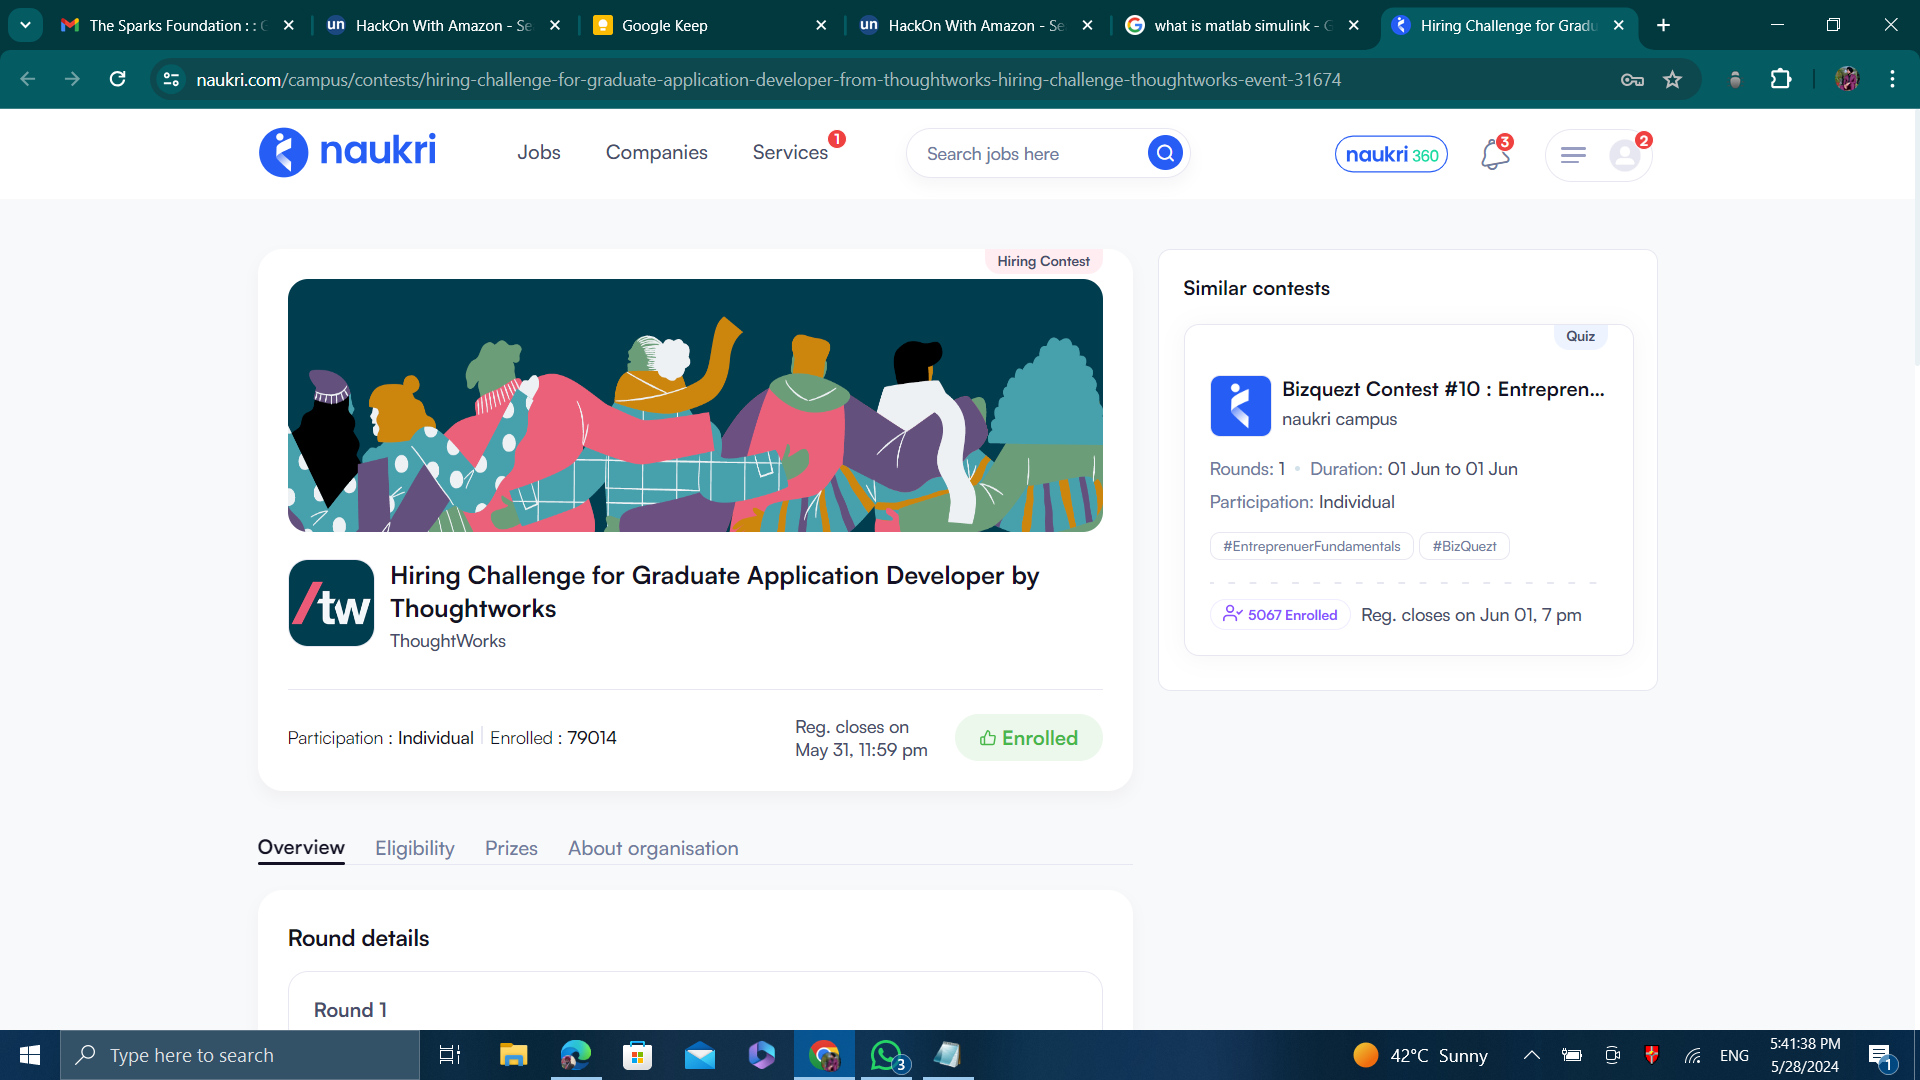 The Sparks Foundation : : G
HackOn With Amazon - Se
Google Keep
HackOn With Amazon - Se
what is matlab simulink - G
Hiring Challenge for Gradu
naukri.com/campus/contests/hiring-challenge-for-graduate-application-developer-from-thoughtworks-hiring-challenge-thoughtworks-event-31674
naukri
Jobs
Companies
Services
1
Search jobs here
naukri 360
3
2
Hiring Contest
/tw
Hiring Challenge for Graduate Application Developer by
Thoughtworks
ThoughtWorks
Participation : Individual
Enrolled : 79014
Reg. closes on
May 31, 11:59 pm
Enrolled
Similar contests
Quiz
Bizquezt Contest #10 : Entrepren...
naukri campus
Rounds: 1 • Duration: 01 Jun to 01 Jun
Participation: Individual
#EntreprenuerFundamentals
#BizQuezt
5067 Enrolled
Reg. closes on Jun 01, 7 pm
Overview
Eligibility
Prizes
About organisation
Round details
Round 1
Type here to search
3
42°C Sunny
ENG
5:41:38 PM
5/28/2024
1